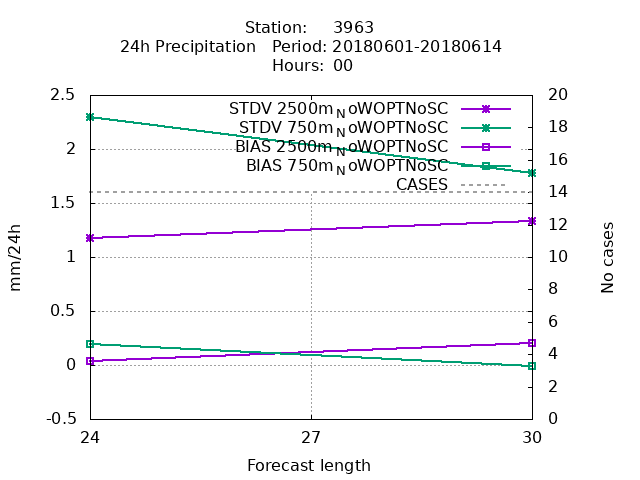 Station: 3963
24h Precipitation Period: 20180601-20180614
Hours: 00
STDV 2500m_NoWOPTNoSC
STDV 750m_NoWOPTNoSC
BIAS 2500m_NoWOPTNoSC
BIAS 750m_NoWOPTNoSC
CASES
2.5
2
1.5
1
0.5
0
-0.5
mm/24h
20
18
16
14
12
10
8
6
4
2
0
No cases
24 27 30
Forecast length